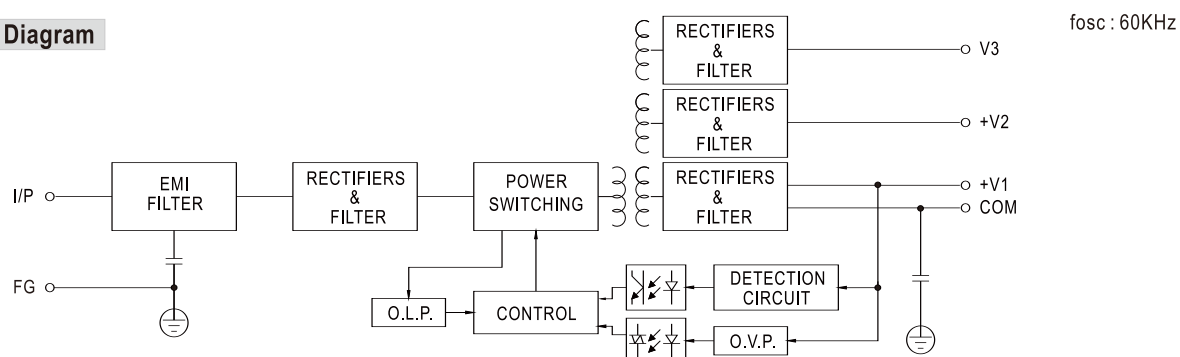 Diagram
fosc : 60KHz
RECTIFIERS
&
FILTER
V3
RECTIFIERS
&
FILTER
+V2
I/P
EMI
FILTER
RECTIFIERS
&
FILTER
POWER
SWITCHING
RECTIFIERS
&
FILTER
+V1
COM
FG
O.L.P.
CONTROL
DETECTION
CIRCUIT
O.V.P.